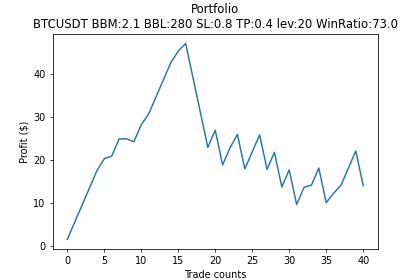 Portfolio
BTCUSDT BBM:2.1 BBL:280 SL:0.8 TP:0.4 lev:20 WinRatio:73.0
Profit ($)
40
30
20
10
0
0 5 10 15 20 25 30 35 40
Trade counts